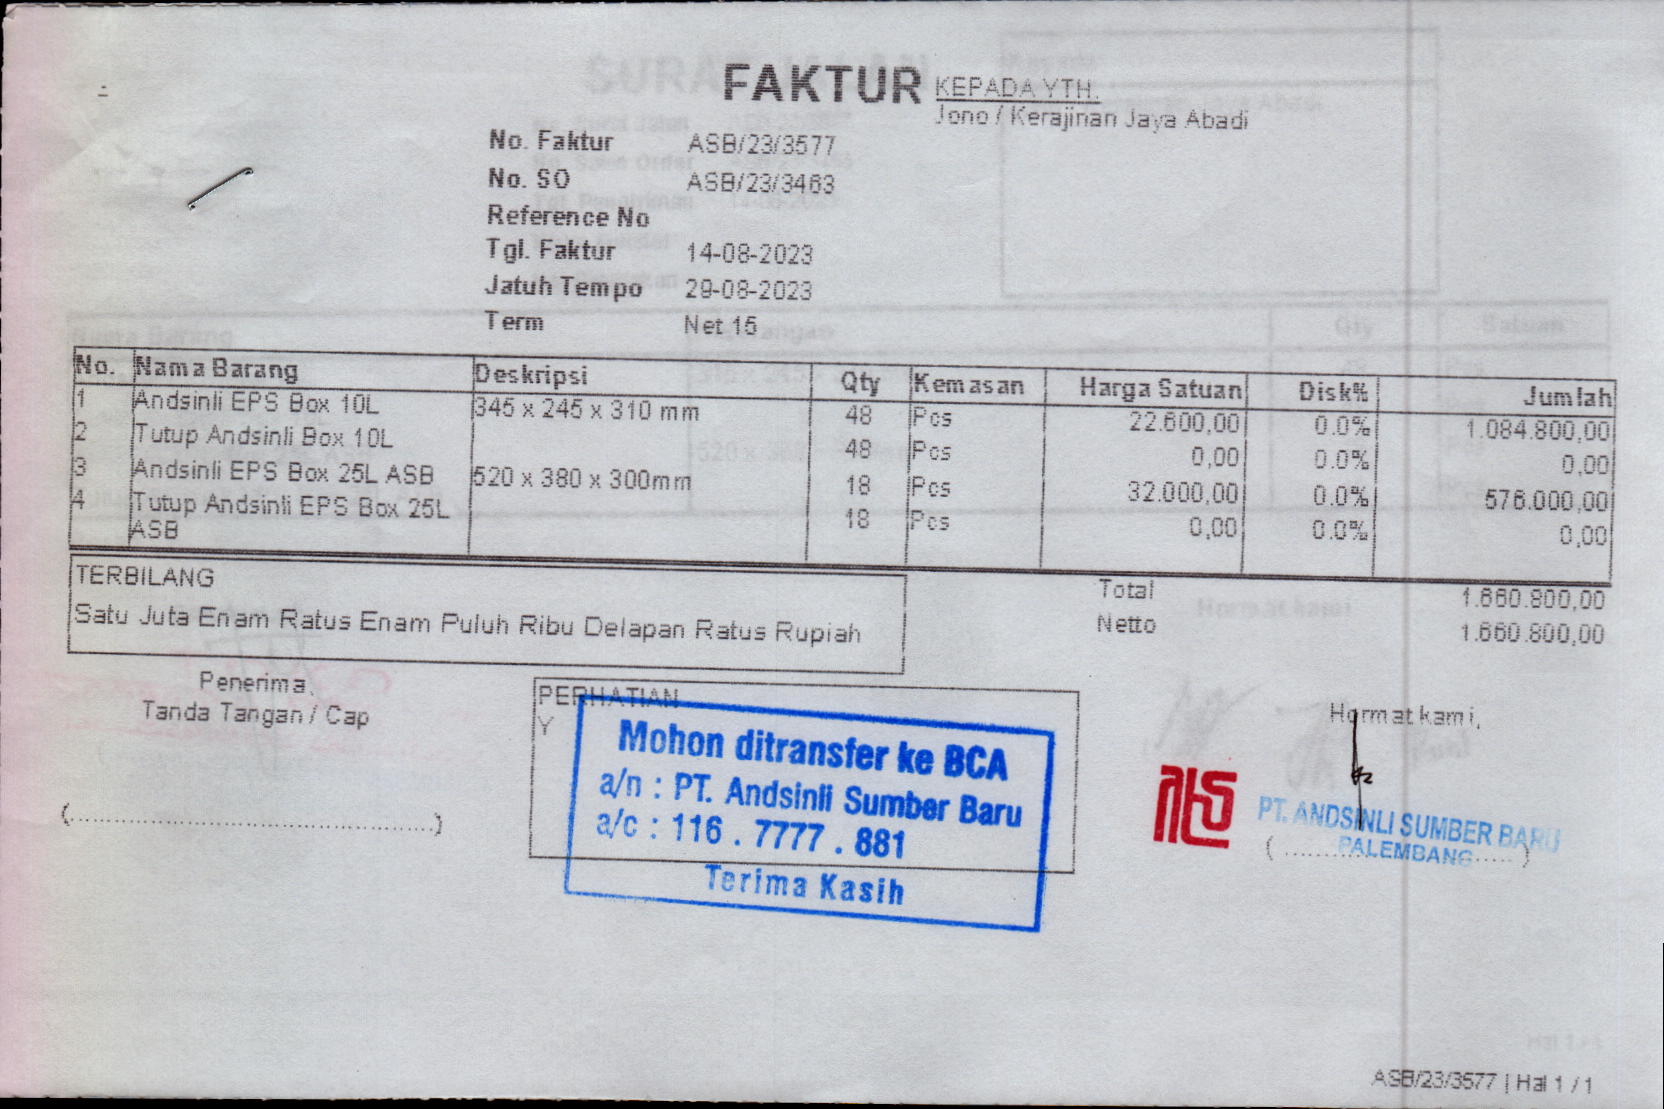 FAKTUR
KEPADA YTH.
Jono / Kerajinan Jaya Abadi
No. Faktur ASB/23/3577
No. SO ASB/23/3463
Reference No
Tgl. Faktur 14-08-2023
Jatuh Tempo 29-08-2023
Term Net 15
No. Nama Barang Deskripsi Qty Kemasan Harga Satuan Disk% Jumlah
1 Andsinli EPS Box 10L 345 x 245 x 310 mm 48 Pcs 22.600,00 0.0% 1.084.800,00
2 Tutup Andsinli Box 10L 48 Pcs 0,00 0.0% 0,00
3 Andsinli EPS Box 25L ASB 520 x 380 x 300mm 18 Pcs 32.000,00 0.0% 576.000,00
4 Tutup Andsinli EPS Box 25L 18 Pcs 0,00 0.0% 0,00
ASB
TERBILANG
Satu Juta Enam Ratus Enam Puluh Ribu Delapan Ratus Rupiah
Total 1.660.800,00
Netto 1.660.800,00
Penerima,
Tanda Tangan / Cap
(........................................................)
PERHATIAN
Y
Mohon ditransfer ke BCA
a/n : PT. Andsinli Sumber Baru
a/c : 116 . 7777 . 881
Terima Kasih
Hormat kami,
PT. ANDSINLI SUMBER BARU
PALEMBANG
ASB/23/3577 | Hal 1 / 1